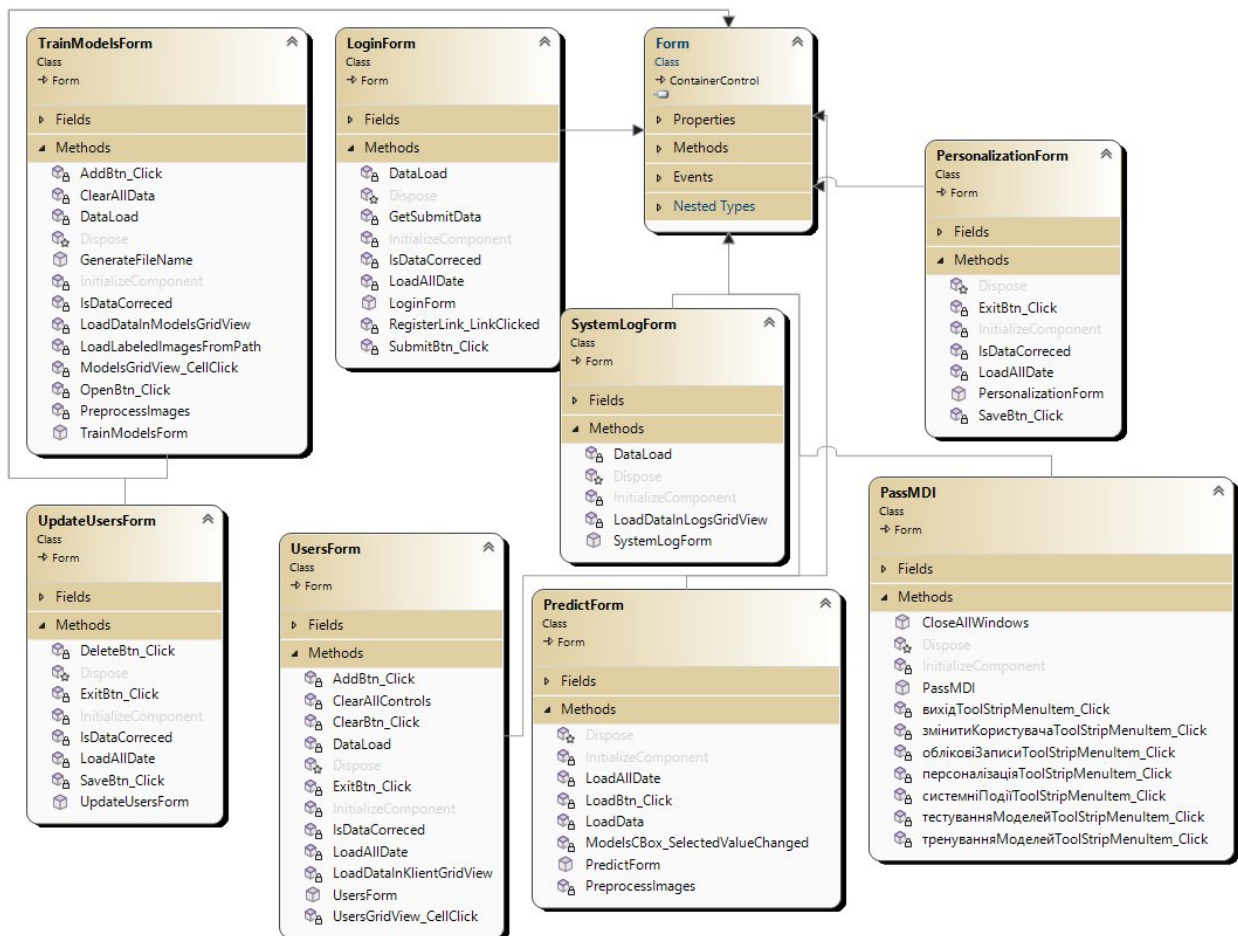 TrainModelsForm
Class
Form
Fields
Methods
AddBtn_Click
ClearAllData
DataLoad
Dispose
GenerateFileName
InitializeComponent
IsDataCorreced
LoadDataInModelsGridView
LoadLabeledImagesFromPath
ModelsGridView_CellClick
OpenBtn_Click
PreprocessImages
TrainModelsForm
LoginForm
Class
Form
Fields
Methods
DataLoad
Dispose
GetSubmitData
InitializeComponent
IsDataCorreced
LoadAllDate
LoginForm
RegisterLink_LinkClicked
SubmitBtn_Click
Form
Class
ContainerControl
Properties
Methods
Events
Nested Types
PersonalizationForm
Class
Form
Fields
Methods
Dispose
ExitBtn_Click
InitializeComponent
IsDataCorreced
LoadAllDate
PersonalizationForm
SaveBtn_Click
SystemLogForm
Class
Form
Fields
Methods
DataLoad
Dispose
InitializeComponent
LoadDataInLogsGridView
SystemLogForm
UpdateUsersForm
Class
Form
Fields
Methods
DeleteBtn_Click
Dispose
ExitBtn_Click
InitializeComponent
IsDataCorreced
LoadAllDate
SaveBtn_Click
UpdateUsersForm
UsersForm
Class
Form
Fields
Methods
AddBtn_Click
ClearAllControls
ClearBtn_Click
DataLoad
Dispose
ExitBtn_Click
InitializeComponent
IsDataCorreced
LoadAllDate
LoadDataInKlientGridView
UsersForm
UsersGridView_CellClick
PredictForm
Class
Form
Fields
Methods
Dispose
InitializeComponent
LoadAllDate
LoadBtn_Click
LoadData
ModelsCBox_SelectedValueChanged
PredictForm
PreprocessImages
PassMDI
Class
Form
Fields
Methods
CloseAllWindows
Dispose
InitializeComponent
PassMDI
вихідToolStripMenuItem_Click
змінитиКористувачаToolStripMenuItem_Click
обліковіЗаписиToolStripMenuItem_Click
персоналізаціяToolStripMenuItem_Click
системніПодіїToolStripMenuItem_Click
тестуванняМоделейToolStripMenuItem_Click
тренуванняМоделейToolStripMenuItem_Click